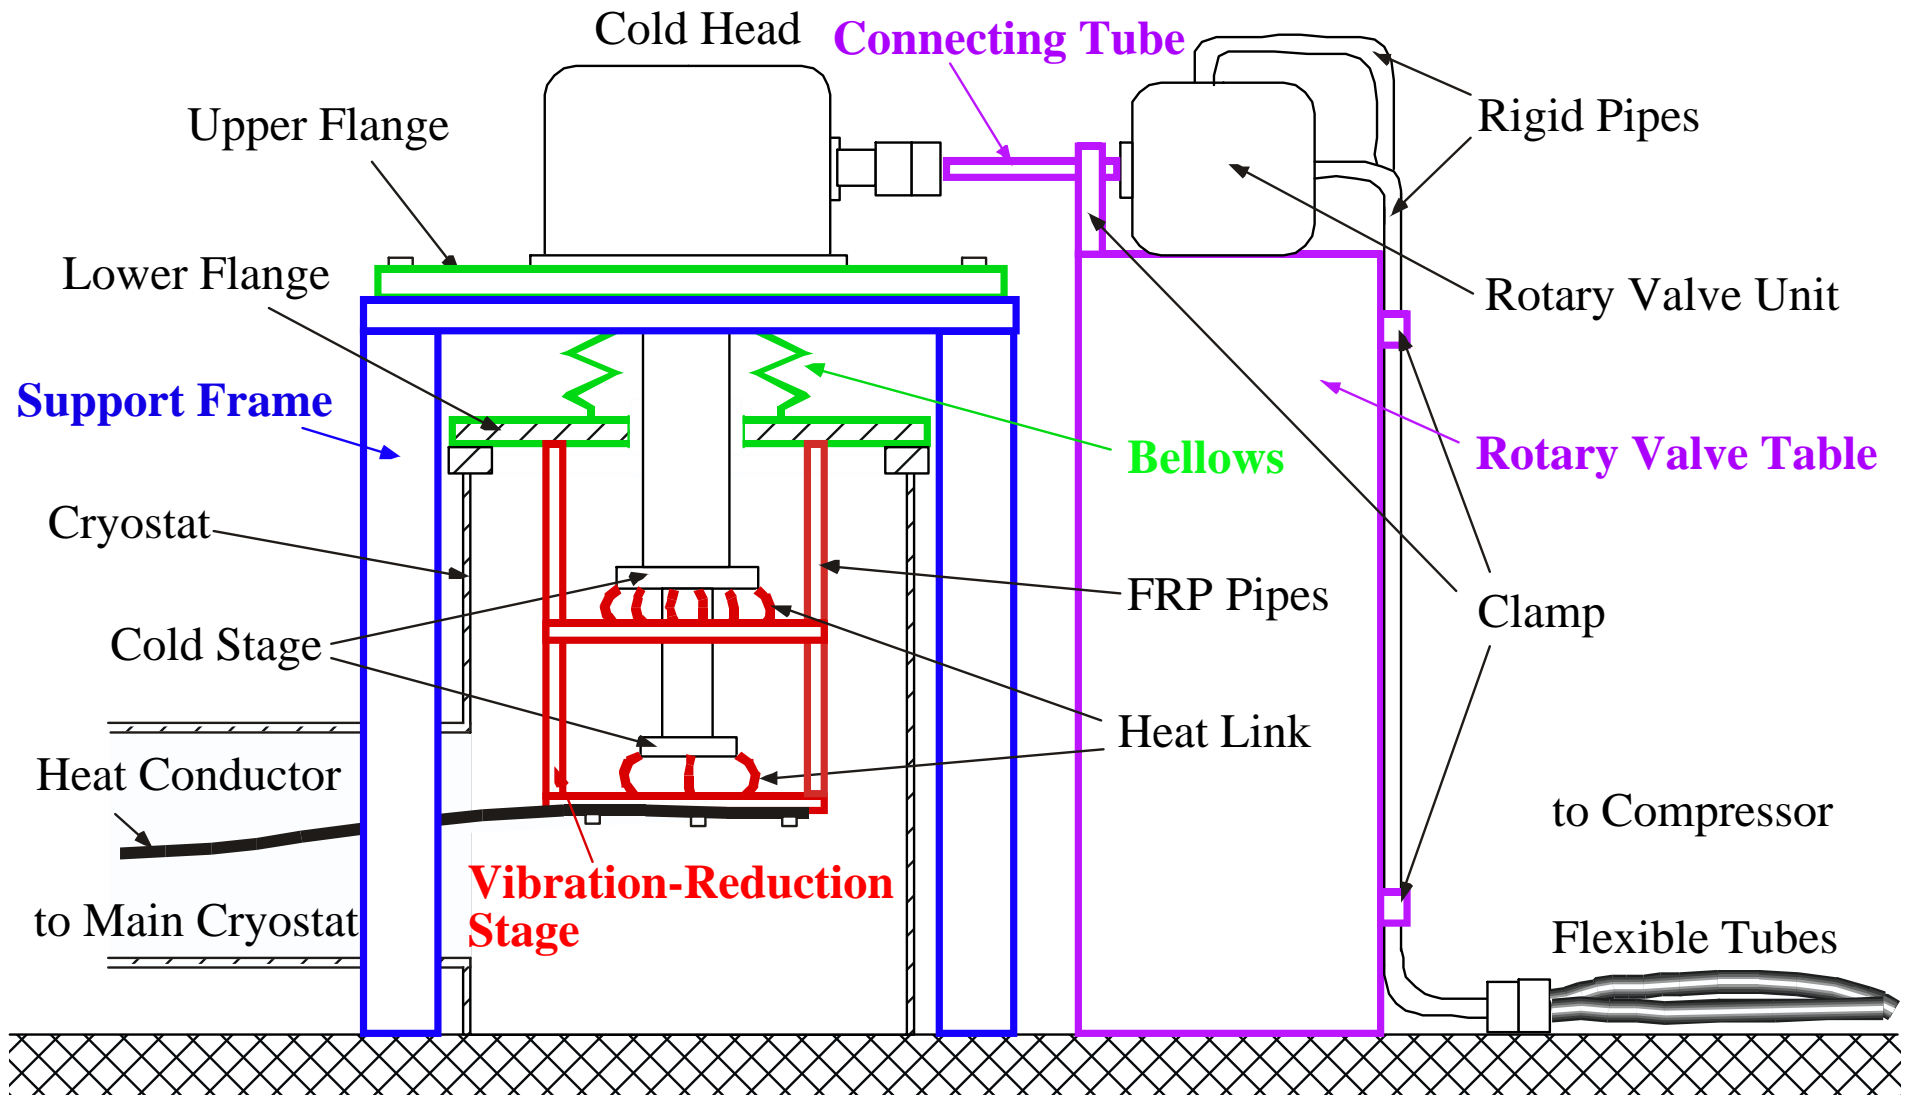 Cold Head
Connecting Tube
Upper Flange
Rigid Pipes
Lower Flange
Rotary Valve Unit
Support Frame
Bellows
Rotary Valve Table
Cryostat
FRP Pipes
Clamp
Cold Stage
Heat Link
Heat Conductor
to Compressor
Vibration-Reduction
Stage
to Main Cryostat
Flexible Tubes